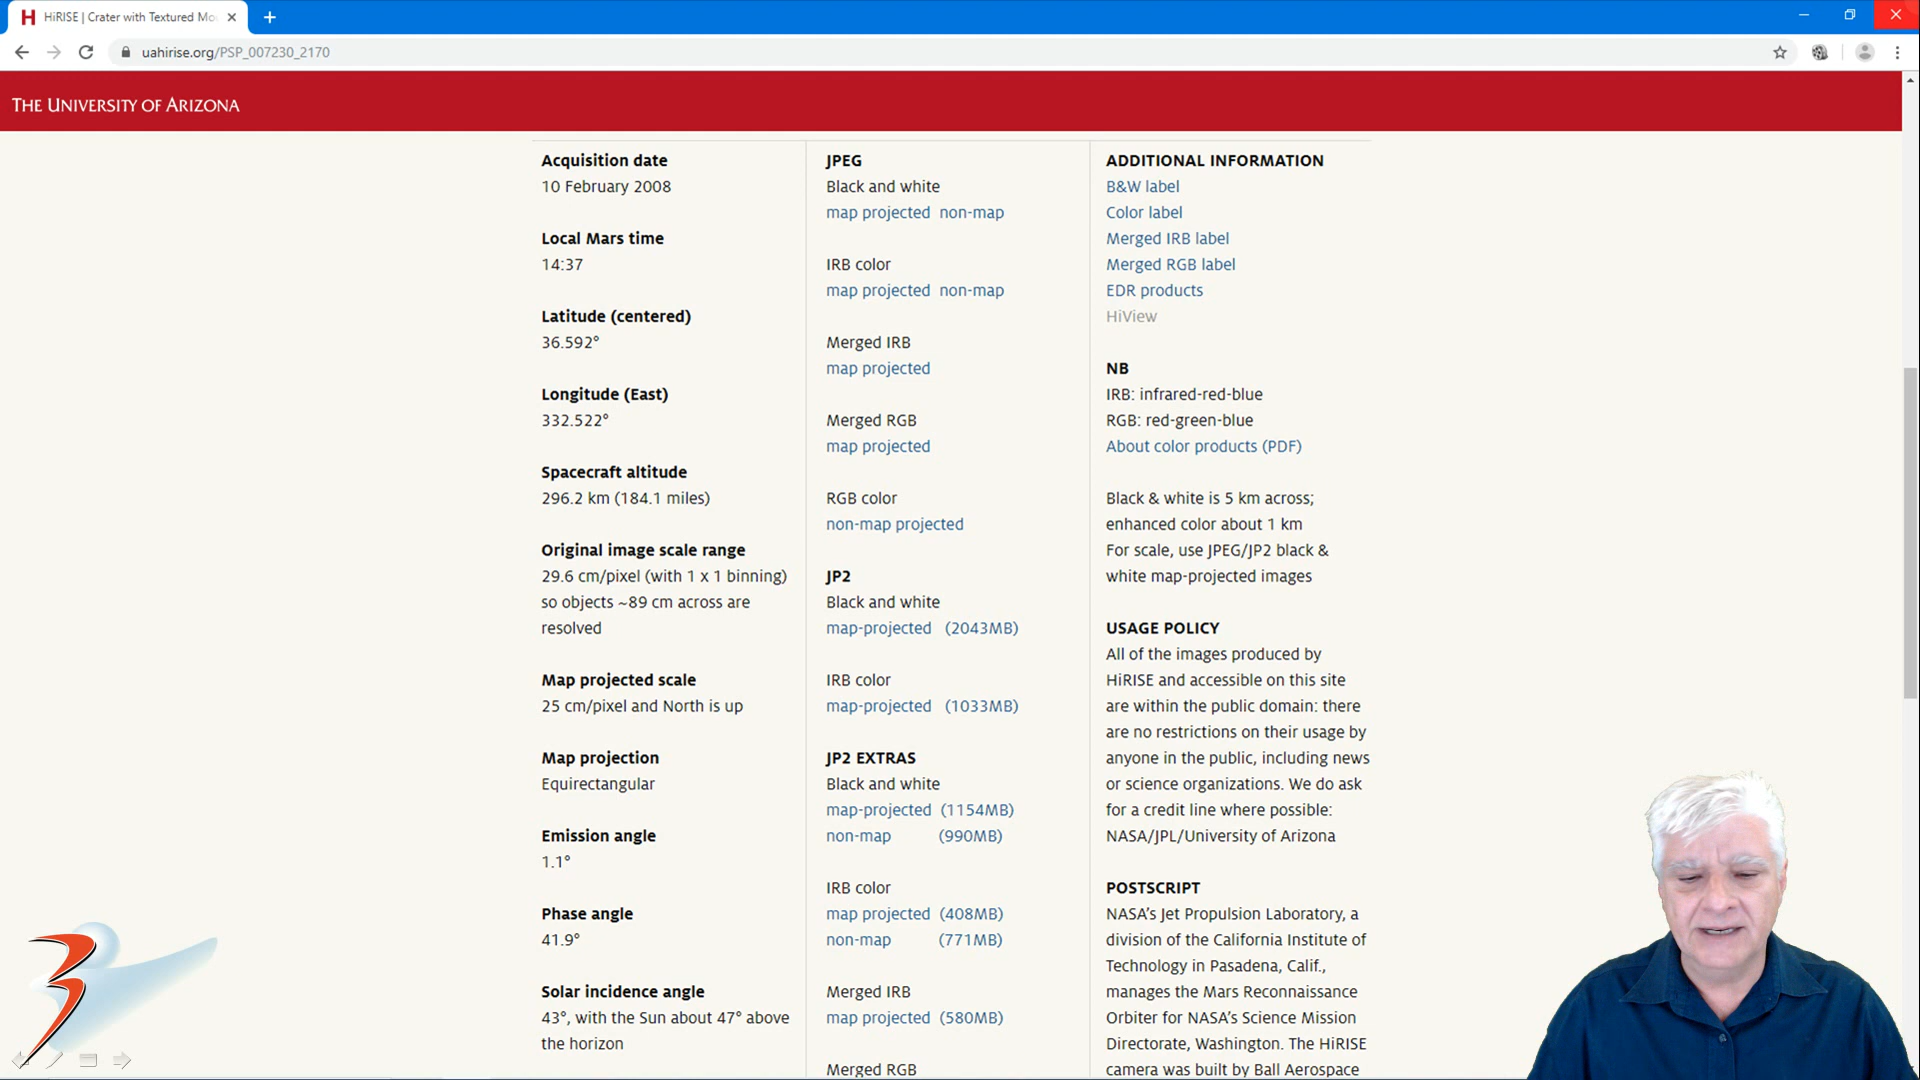 HiRISE | Crater with Textured Mo
uahirise.org/PSP_007230_2170
THE UNIVERSITY OF ARIZONA
Acquisition date
10 February 2008
Local Mars time
14:37
Latitude (centered)
36.592°
Longitude (East)
332.522°
Spacecraft altitude
296.2 km (184.1 miles)
Original image scale range
29.6 cm/pixel (with 1 x 1 binning)
so objects ~89 cm across are
resolved
Map projected scale
25 cm/pixel and North is up
Map projection
Equirectangular
Emission angle
1.1°
Phase angle
41.9°
Solar incidence angle
43°, with the Sun about 47° above
the horizon
JPEG
Black and white
map projected non-map
IRB color
map projected non-map
Merged IRB
map projected
Merged RGB
map projected
RGB color
non-map projected
JP2
Black and white
map-projected (2043MB)
IRB color
map-projected (1033MB)
JP2 EXTRAS
Black and white
map-projected (1154MB)
non-map (990MB)
IRB color
map projected (408MB)
non-map (771MB)
Merged IRB
map projected (580MB)
Merged RGB
ADDITIONAL INFORMATION
B&W label
Color label
Merged IRB label
Merged RGB label
EDR products
HiView
NB
IRB: infrared-red-blue
RGB: red-green-blue
About color products (PDF)
Black & white is 5 km across;
enhanced color about 1 km
For scale, use JPEG/JP2 black &
white map-projected images
USAGE POLICY
All of the images produced by
HiRISE and accessible on this site
are within the public domain: there
are no restrictions on their usage by
anyone in the public, including news
or science organizations. We do ask
for a credit line where possible:
NASA/JPL/University of Arizona
POSTSCRIPT
NASA's Jet Propulsion Laboratory, a
division of the California Institute of
Technology in Pasadena, Calif.,
manages the Mars Reconnaissance
Orbiter for NASA's Science Mission
Directorate, Washington. The HiRISE
camera was built by Ball Aerospace